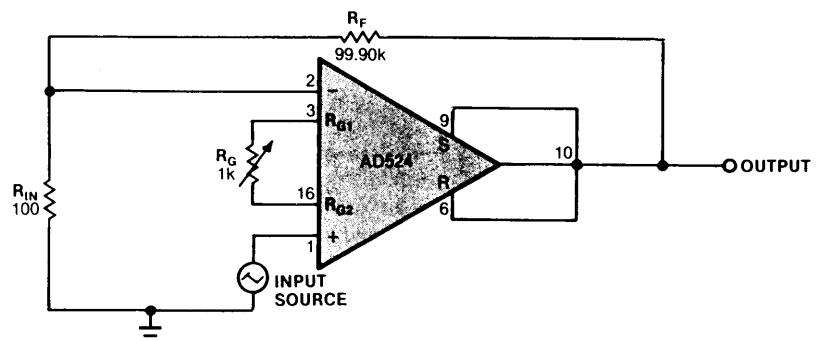 RF
99.90k
2
−
3
RG1
RG
1k
AD524
9
S
10
OUTPUT
R
6
RIN
100
16
RG2
1
+
INPUT
SOURCE